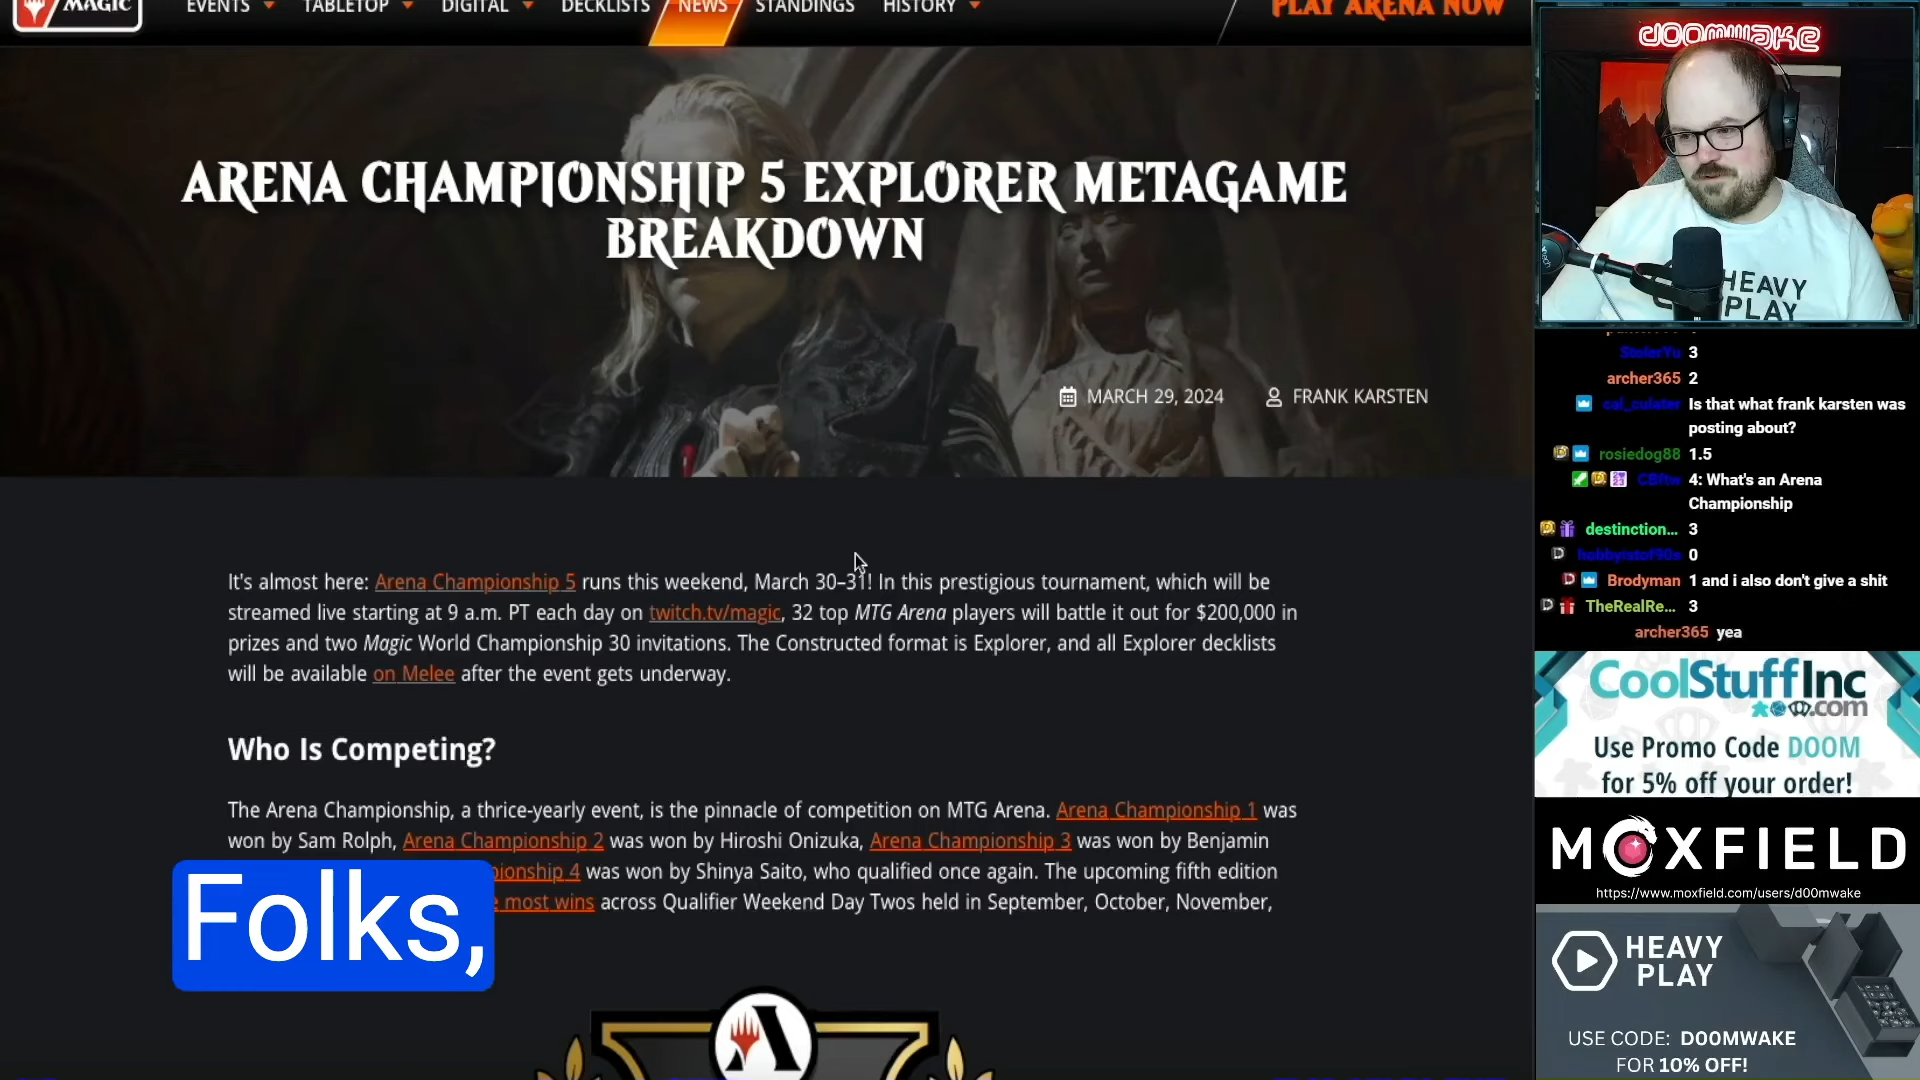 MAGIC
EVENTS TABLETOP DIGITAL DECKLISTS NEWS STANDINGS HISTORY
PLAY ARENA NOW
ARENA CHAMPIONSHIP 5 EXPLORER METAGAME
BREAKDOWN
MARCH 29, 2024 FRANK KARSTEN
It's almost here: Arena Championship 5 runs this weekend, March 30–31! In this prestigious tournament, which will be
streamed live starting at 9 a.m. PT each day on twitch.tv/magic, 32 top MTG Arena players will battle it out for $200,000 in
prizes and two Magic World Championship 30 invitations. The Constructed format is Explorer, and all Explorer decklists
will be available on Melee after the event gets underway.
Who Is Competing?
The Arena Championship, a thrice-yearly event, is the pinnacle of competition on MTG Arena. Arena Championship 1 was
won by Sam Rolph, Arena Championship 2 was won by Hiroshi Onizuka, Arena Championship 3 was won by Benjamin
pionship 4 was won by Shinya Saito, who qualified once again. The upcoming fifth edition
most wins across Qualifier Weekend Day Twos held in September, October, November,
Folks,
doomwake
HEAVY
PLAY
StolerYu 3
archer365 2
cal_culater Is that what frank karsten was
posting about?
rosiedog88 1.5
CBftw 4: What's an Arena
Championship
destinction... 3
hobbyistof90s 0
Brodyman 1 and i also don't give a shit
TheRealRe... 3
archer365 yea
CoolStuffInc
.com
Use Promo Code DOOM
for 5% off your order!
MOXFIELD
https://www.moxfield.com/users/d00mwake
HEAVY
PLAY
USE CODE: D00MWAKE
FOR 10% OFF!